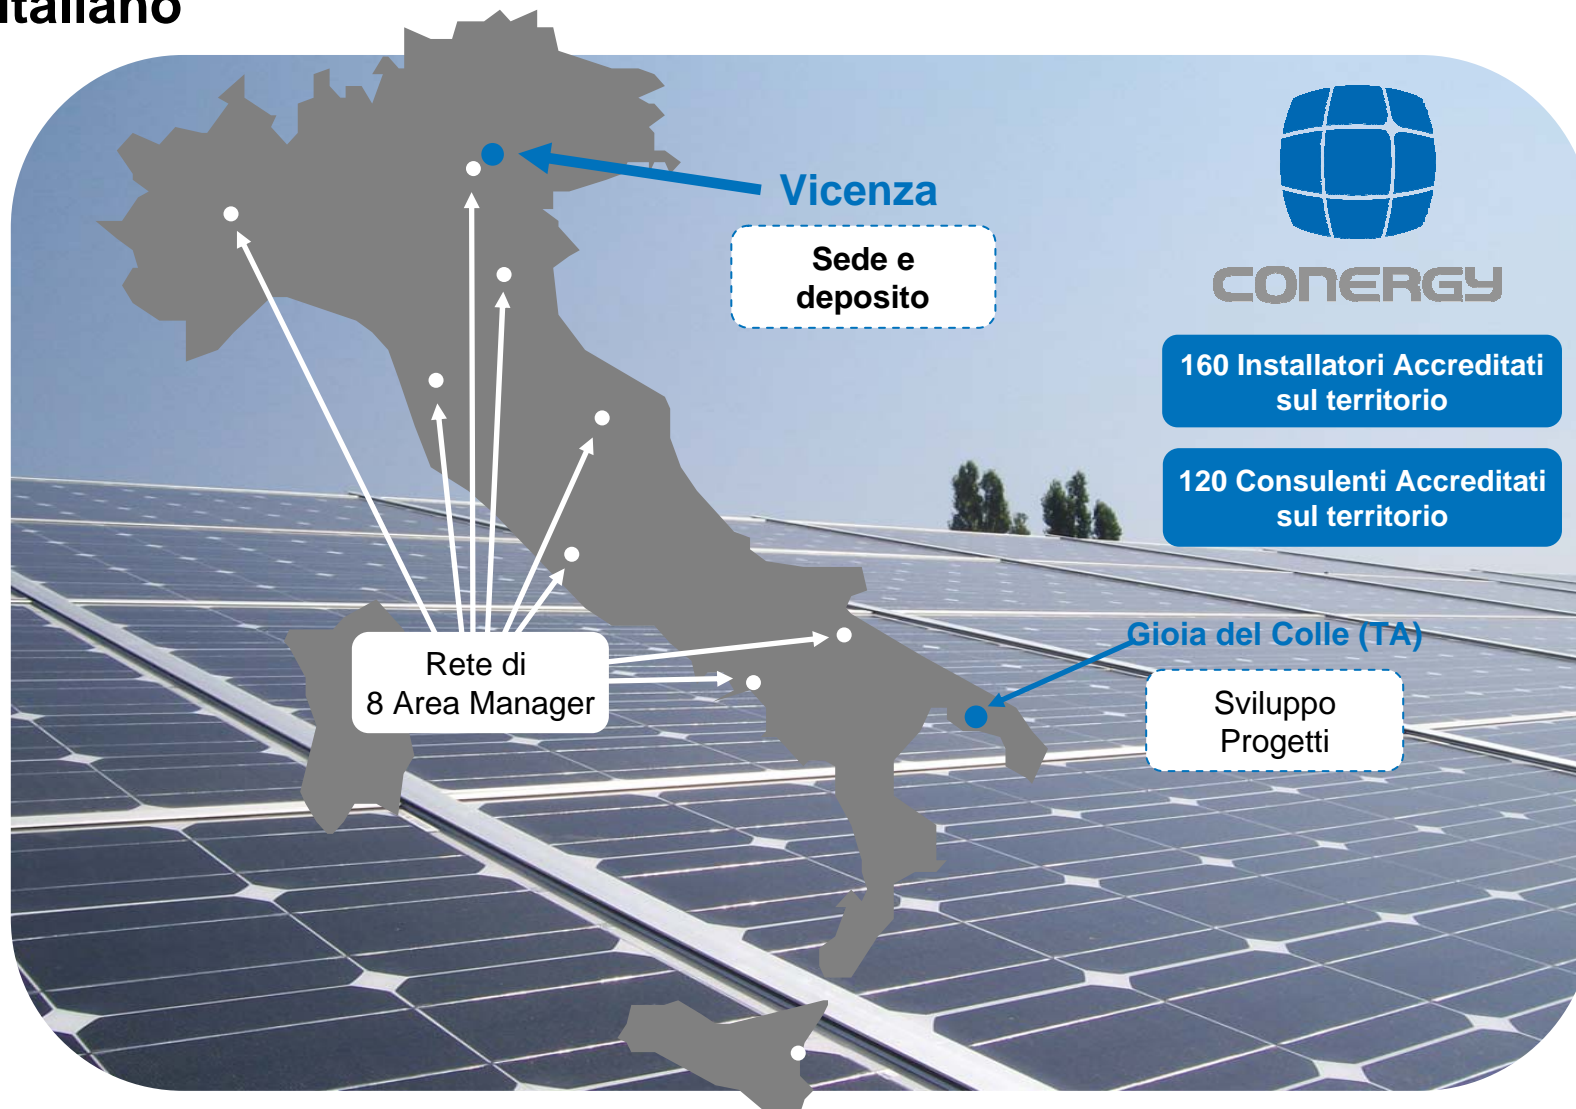 Italiano
Vicenza
Sede e
deposito
CONERGY
160 Installatori Accreditati
sul territorio
120 Consulenti Accreditati
sul territorio
Gioia del Colle (TA)
Rete di
8 Area Manager
Sviluppo
Progetti